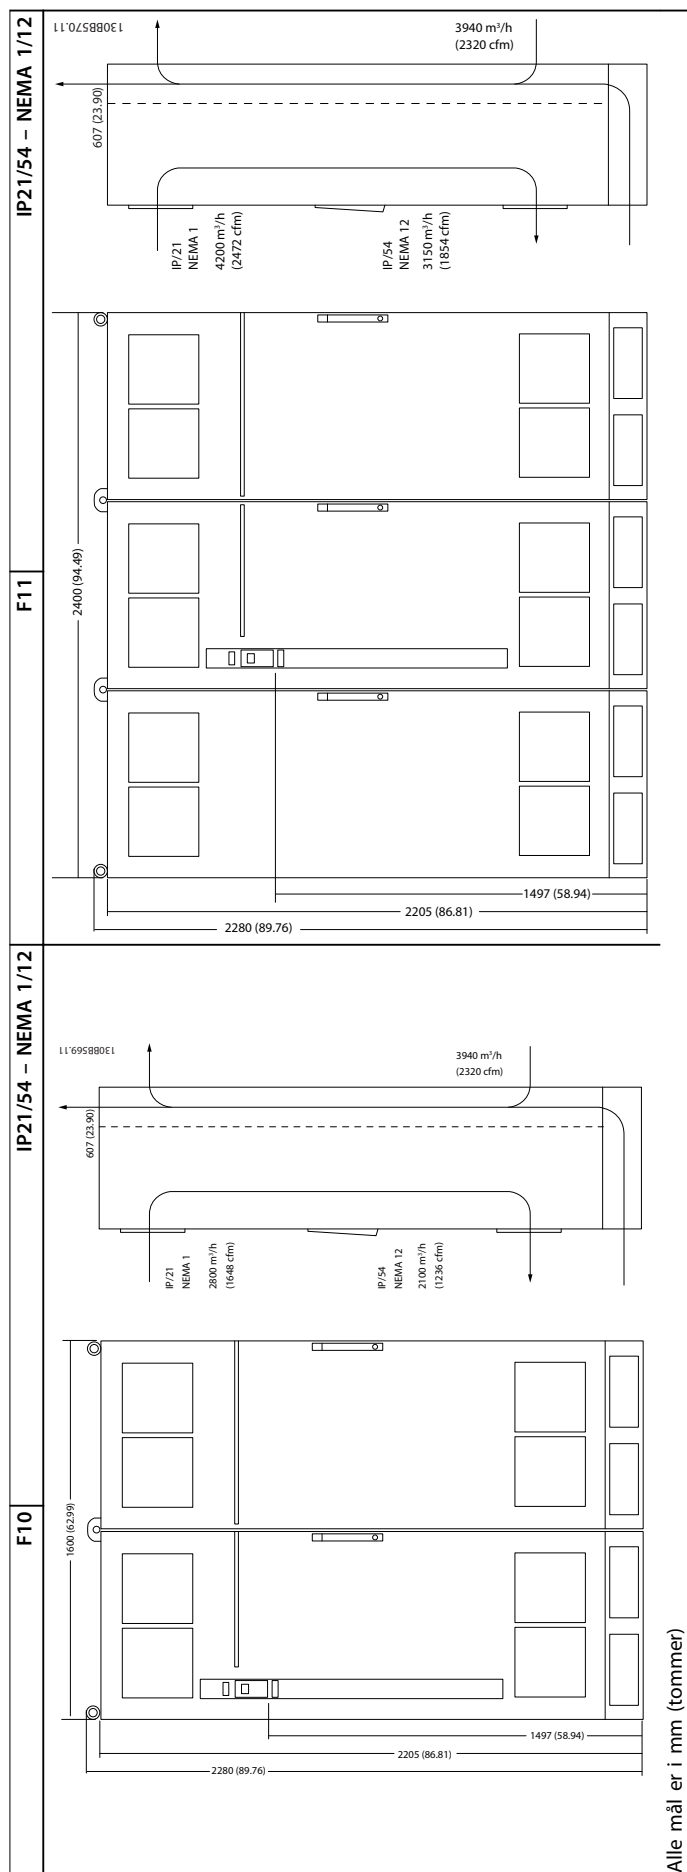 F10
IP21/54 – NEMA 1/12
F11
IP21/54 – NEMA 1/12
130BB569.11
607 (23.90)
3940 m³/h
(2320 cfm)
IP/21
NEMA 1
2800 m³/h
(1648 cfm)
IP/54
NEMA 12
2100 m³/h
(1236 cfm)
1600 (62.99)
1497 (58.94)
2205 (86.81)
2280 (89.76)
130BB570.11
607 (23.90)
3940 m³/h
(2320 cfm)
IP/21
NEMA 1
4200 m³/h
(2472 cfm)
IP/54
NEMA 12
3150 m³/h
(1854 cfm)
2400 (94.49)
1497 (58.94)
2205 (86.81)
2280 (89.76)
Alle mål er i mm (tommer)